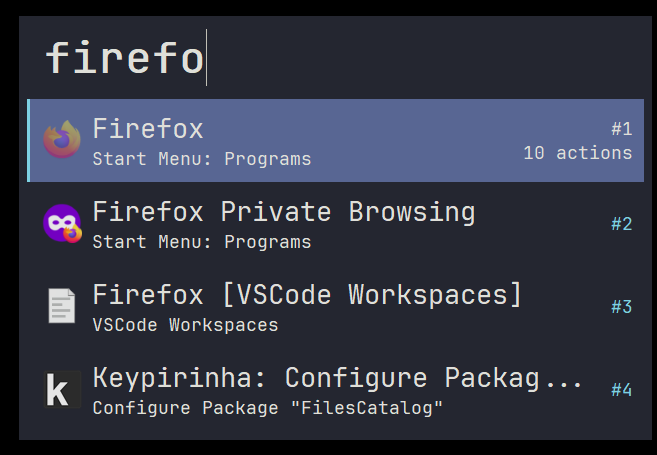 firefo
Firefox
#1
Start Menu: Programs
10 actions
Firefox Private Browsing
#2
Start Menu: Programs
Firefox [VSCode Workspaces]
#3
VSCode Workspaces
k
Keypirinha: Configure Packag...
#4
Configure Package "FilesCatalog"